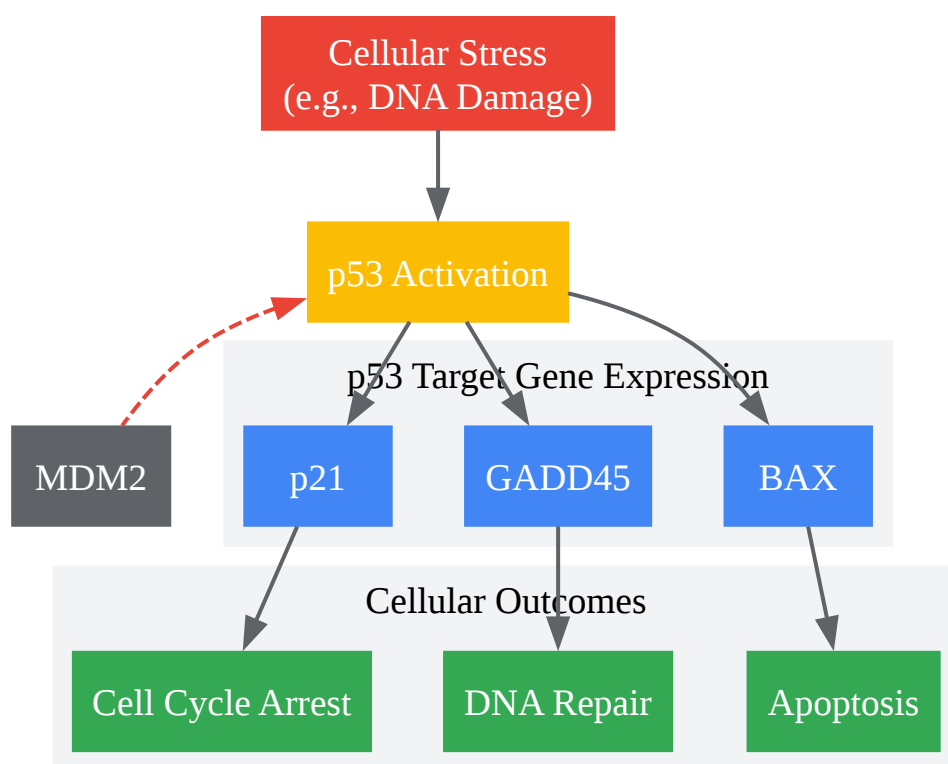 Cellular Stress
(e.g., DNA Damage)
p53 Activation
p53 Target Gene Expression
MDM2
p21
GADD45
BAX
Cellular Outcomes
Cell Cycle Arrest
DNA Repair
Apoptosis